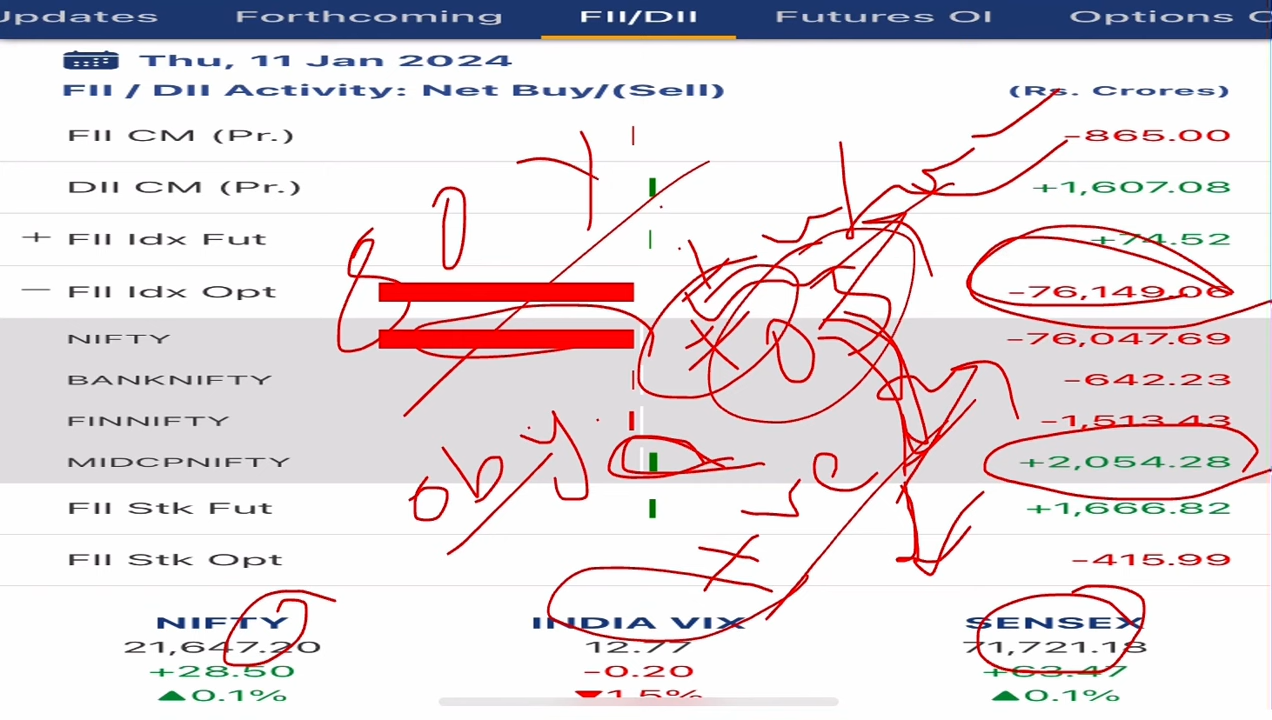 Updates Forthcoming FII/DII Futures OI Options
Thu, 11 Jan 2024
FII / DII Activity: Net Buy/(Sell) (Rs. Crores)
FII CM (Pr.) -865.00
DII CM (Pr.) +1,607.08
+ FII Idx Fut +74.52
— FII Idx Opt -76,149.06
NIFTY -76,047.69
BANKNIFTY -642.23
FINNIFTY -1,513.43
MIDCPNIFTY +2,054.28
FII Stk Fut +1,666.82
FII Stk Opt -415.99
NIFTY INDIA VIX SENSEX
21,647.20 12.77 71,721.18
+28.50 -0.20 +63.47
▲0.1% ▼1.5% ▲0.1%